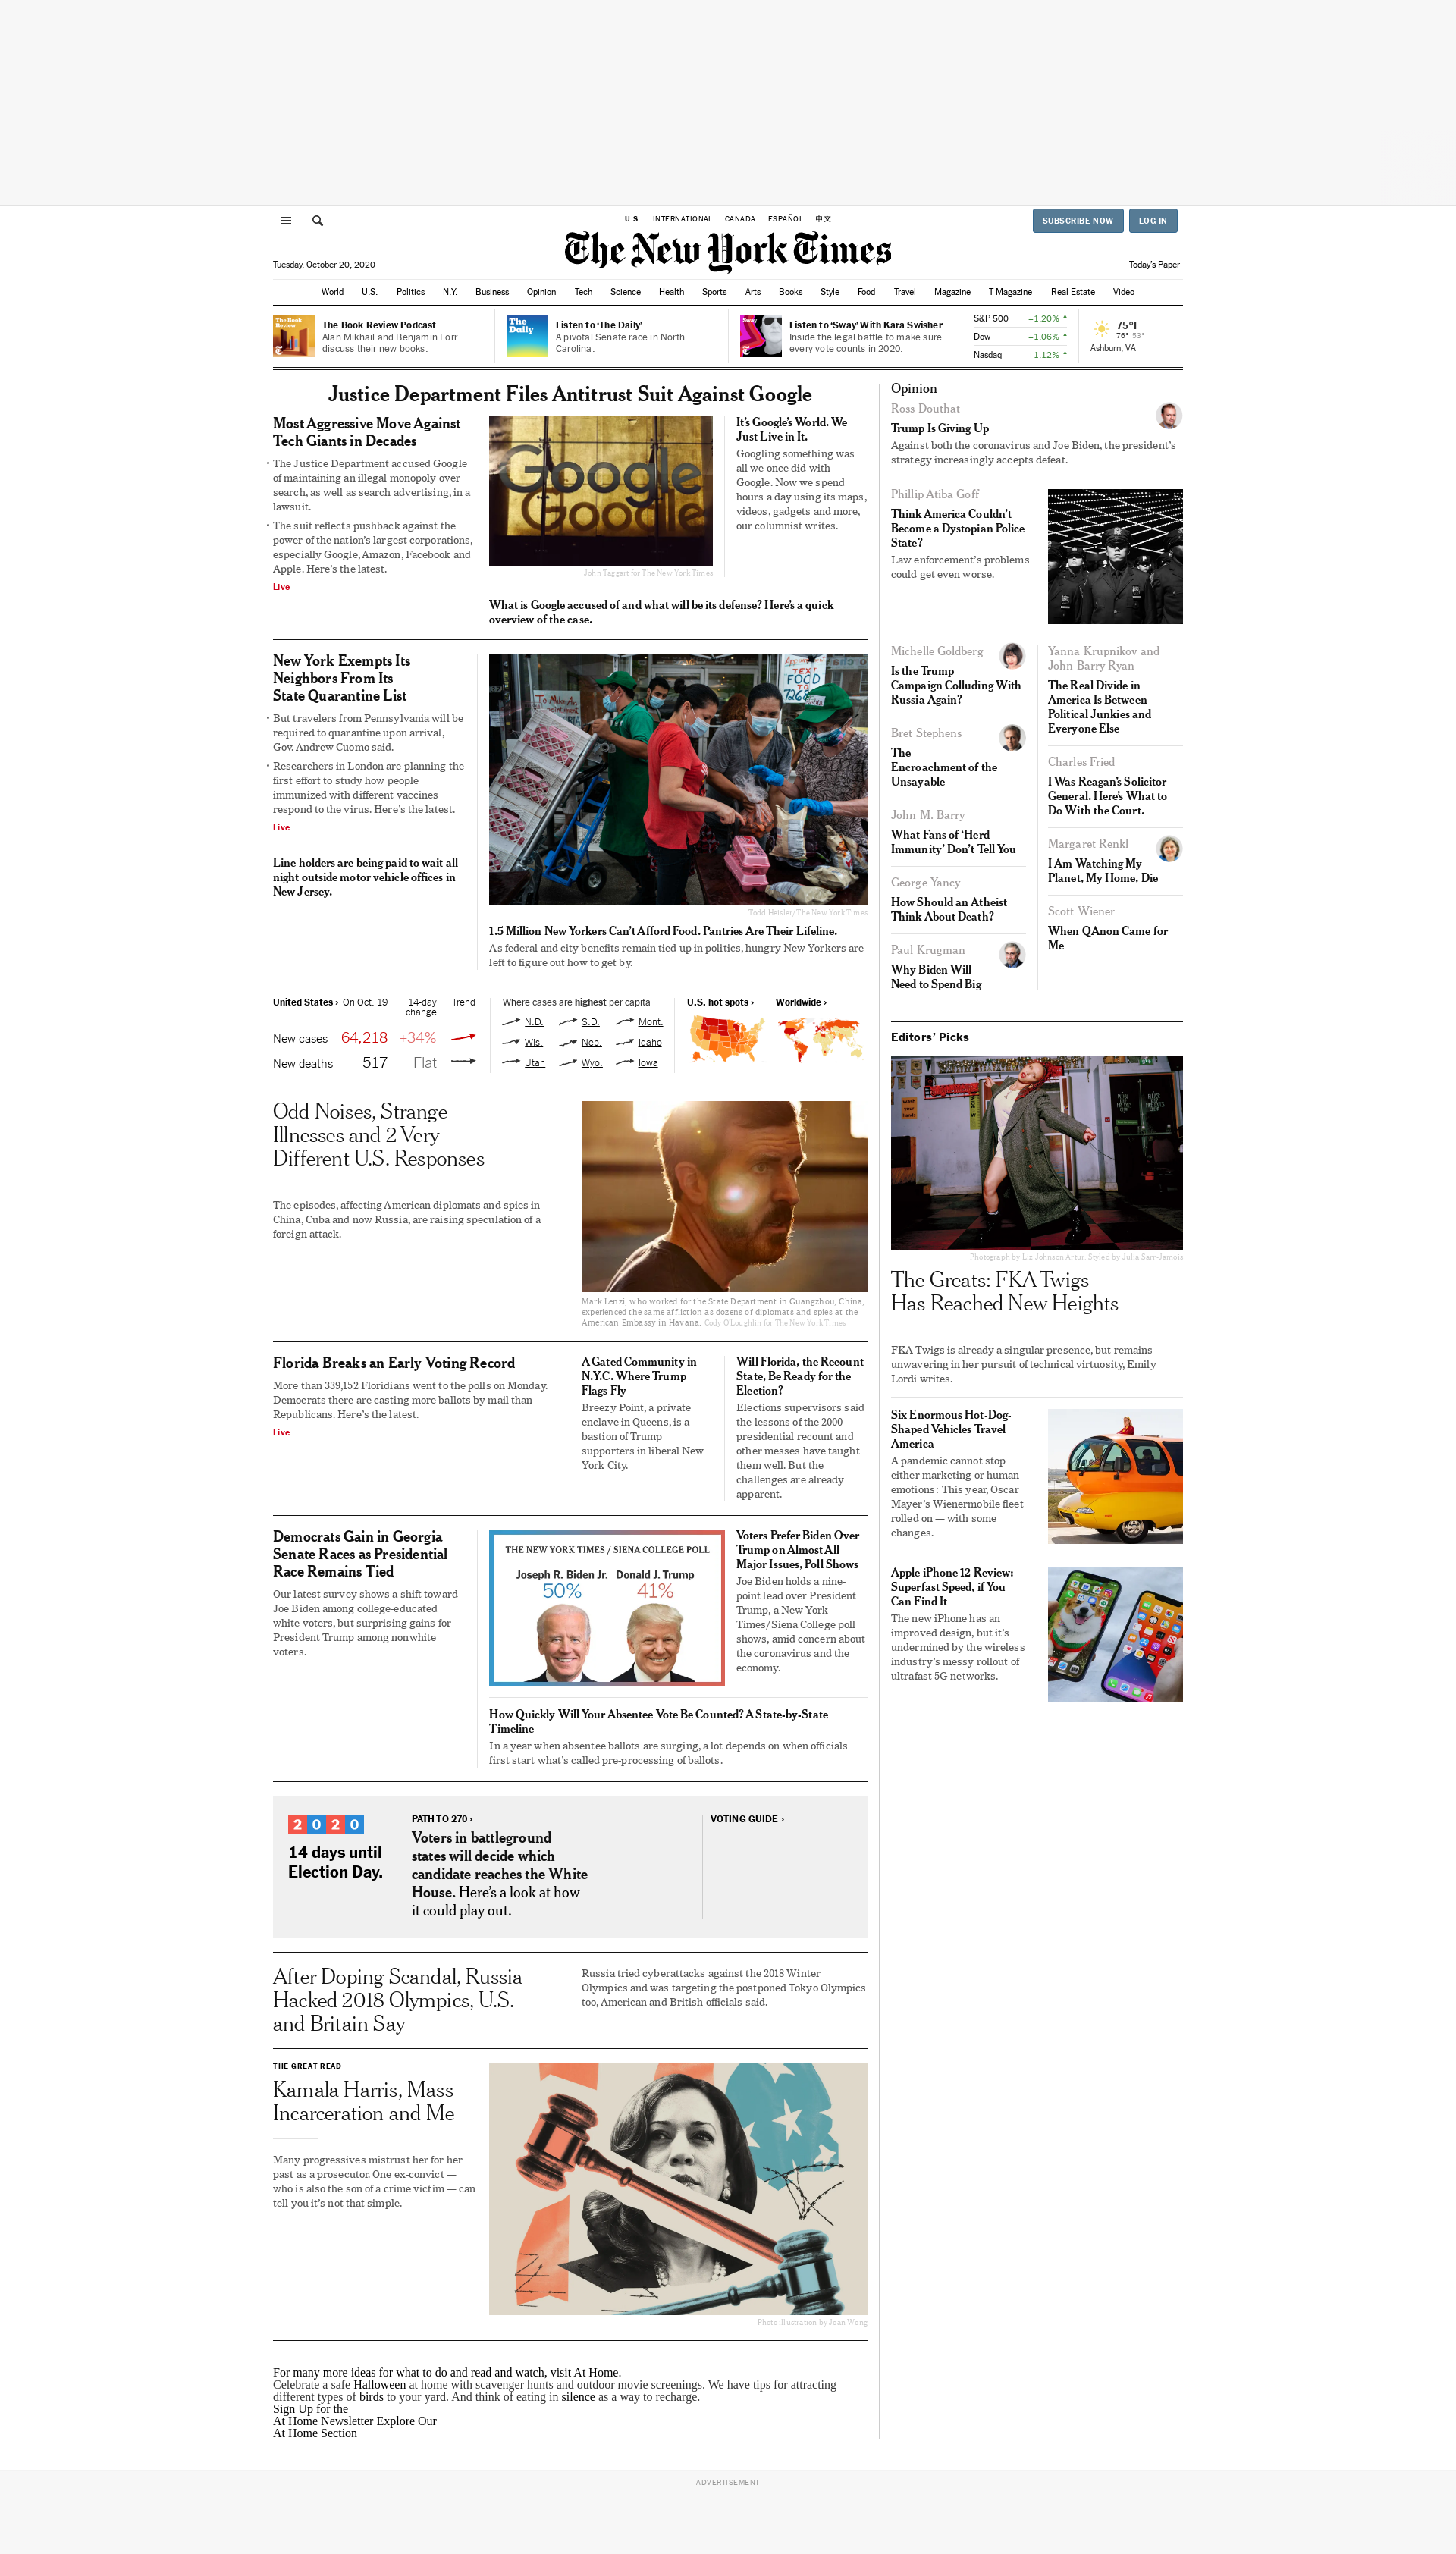 U.S. INTERNATIONAL CANADA ESPAÑOL 中文
SUBSCRIBE NOW LOG IN
The New York Times
Tuesday, October 20, 2020
Today's Paper
World U.S. Politics N.Y. Business Opinion Tech Science Health Sports Arts Books Style Food Travel Magazine T Magazine Real Estate Video
The Book Review
The Book Review Podcast
Alan Mikhail and Benjamin Lorr
discuss their new books.
The Daily
Listen to ‘The Daily’
A pivotal Senate race in North
Carolina.
Sway
Listen to ‘Sway’ With Kara Swisher
Inside the legal battle to make sure
every vote counts in 2020.
S&P 500 +1.20% ↑
Dow +1.06% ↑
Nasdaq +1.12% ↑
75°F
76° 53°
Ashburn, VA
Justice Department Files Antitrust Suit Against Google
Most Aggressive Move Against
Tech Giants in Decades
• The Justice Department accused Google
of maintaining an illegal monopoly over
search, as well as search advertising, in a
lawsuit.
• The suit reflects pushback against the
power of the nation’s largest corporations,
especially Google, Amazon, Facebook and
Apple. Here’s the latest.
Live
Google
Google
John Taggart for The New York Times
It’s Google’s World. We
Just Live in It.
Googling something was
all we once did with
Google. Now we spend
hours a day using its maps,
videos, gadgets and more,
our columnist writes.
What is Google accused of and what will be its defense? Here’s a quick
overview of the case.
New York Exempts Its
Neighbors From Its
State Quarantine List
• But travelers from Pennsylvania will be
required to quarantine upon arrival,
Gov. Andrew Cuomo said.
• Researchers in London are planning the
first effort to study how people
immunized with different vaccines
respond to the virus. Here’s the latest.
Live
Line holders are being paid to wait all
night outside motor vehicle offices in
New Jersey.
TEXT
FOOD
TO
Todd Heisler/The New York Times
1.5 Million New Yorkers Can’t Afford Food. Pantries Are Their Lifeline.
As federal and city benefits remain tied up in politics, hungry New Yorkers are
left to figure out how to get by.
United States › On Oct. 19 14-day
change Trend
New cases 64,218 +34%
New deaths 517 Flat
Where cases are highest per capita
N.D. S.D. Mont.
Wis. Neb. Idaho
Utah Wyo. Iowa
U.S. hot spots › Worldwide ›
Odd Noises, Strange
Illnesses and 2 Very
Different U.S. Responses
The episodes, affecting American diplomats and spies in
China, Cuba and now Russia, are raising speculation of a
foreign attack.
Mark Lenzi, who worked for the State Department in Guangzhou, China,
experienced the same affliction as dozens of diplomats and spies at the
American Embassy in Havana. Cody O’Loughlin for The New York Times
Florida Breaks an Early Voting Record
More than 339,152 Floridians went to the polls on Monday.
Democrats there are casting more ballots by mail than
Republicans. Here’s the latest.
Live
A Gated Community in
N.Y.C. Where Trump
Flags Fly
Breezy Point, a private
enclave in Queens, is a
bastion of Trump
supporters in liberal New
York City.
Will Florida, the Recount
State, Be Ready for the
Election?
Elections supervisors said
the lessons of the 2000
presidential recount and
other messes have taught
them well. But the
challenges are already
apparent.
Democrats Gain in Georgia
Senate Races as Presidential
Race Remains Tied
Our latest survey shows a shift toward
Joe Biden among college-educated
white voters, but surprising gains for
President Trump among nonwhite
voters.
THE NEW YORK TIMES / SIENA COLLEGE POLL
Joseph R. Biden Jr. Donald J. Trump
50% 41%
Voters Prefer Biden Over
Trump on Almost All
Major Issues, Poll Shows
Joe Biden holds a nine-
point lead over President
Trump, a New York
Times/Siena College poll
shows, amid concern about
the coronavirus and the
economy.
How Quickly Will Your Absentee Vote Be Counted? A State-by-State
Timeline
In a year when absentee ballots are surging, a lot depends on when officials
first start what’s called pre-processing of ballots.
2020
14 days until
Election Day.
PATH TO 270 ›
Voters in battleground
states will decide which
candidate reaches the White
House. Here’s a look at how
it could play out.
VOTING GUIDE ›
After Doping Scandal, Russia
Hacked 2018 Olympics, U.S.
and Britain Say
Russia tried cyberattacks against the 2018 Winter
Olympics and was targeting the postponed Tokyo Olympics
too, American and British officials said.
THE GREAT READ
Kamala Harris, Mass
Incarceration and Me
Many progressives mistrust her for her
past as a prosecutor. One ex-convict —
who is also the son of a crime victim — can
tell you it’s not that simple.
Photo illustration by Joan Wong
For many more ideas for what to do and read and watch, visit At Home.
Celebrate a safe Halloween at home with scavenger hunts and outdoor movie screenings. We have tips for attracting
different types of birds to your yard. And think of eating in silence as a way to recharge.
Sign Up for the
At Home Newsletter Explore Our
At Home Section
Opinion
Ross Douthat
Trump Is Giving Up
Against both the coronavirus and Joe Biden, the president’s
strategy increasingly accepts defeat.
Phillip Atiba Goff
Think America Couldn’t
Become a Dystopian Police
State?
Law enforcement’s problems
could get even worse.
Michelle Goldberg
Is the Trump
Campaign Colluding With
Russia Again?
Bret Stephens
The
Encroachment of the
Unsayable
John M. Barry
What Fans of ‘Herd
Immunity’ Don’t Tell You
George Yancy
How Should an Atheist
Think About Death?
Paul Krugman
Why Biden Will
Need to Spend Big
Yanna Krupnikov and
John Barry Ryan
The Real Divide in
America Is Between
Political Junkies and
Everyone Else
Charles Fried
I Was Reagan’s Solicitor
General. Here’s What to
Do With the Court.
Margaret Renkl
I Am Watching My
Planet, My Home, Die
Scott Wiener
When QAnon Came for
Me
Editors’ Picks
Photograph by Liz Johnson Artur. Styled by Julia Sarr-Jamois
The Greats: FKA Twigs
Has Reached New Heights
FKA Twigs is already a singular presence, but remains
unwavering in her pursuit of technical virtuosity, Emily
Lordi writes.
Six Enormous Hot-Dog-
Shaped Vehicles Travel
America
A pandemic cannot stop
either marketing or human
emotions: This year, Oscar
Mayer’s Wienermobile fleet
rolled on — with some
changes.
Apple iPhone 12 Review:
Superfast Speed, if You
Can Find It
The new iPhone has an
improved design, but it’s
undermined by the wireless
industry’s messy rollout of
ultrafast 5G networks.
ADVERTISEMENT